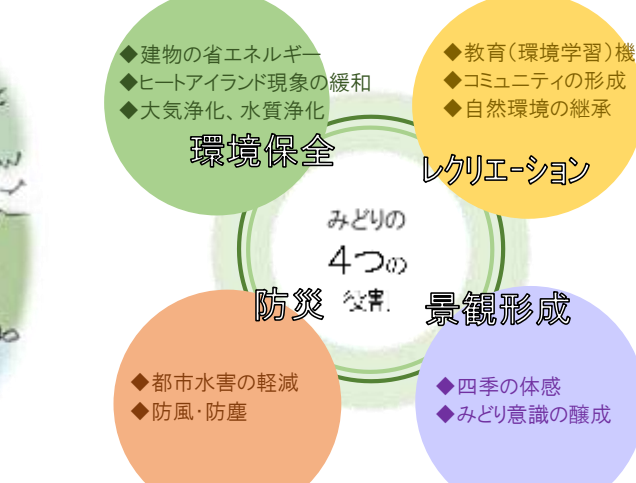 ◆建物の省エネルギー
◆ヒートアイランド現象の緩和
◆大気浄化、水質浄化
環境保全
◆教育（環境学習）機
◆コミュニティの形成
◆自然環境の継承
レクリエーション
みどりの
4つの
役割
防災
景観形成
◆都市水害の軽減
◆防風・防塵
◆四季の体感
◆みどり意識の醸成